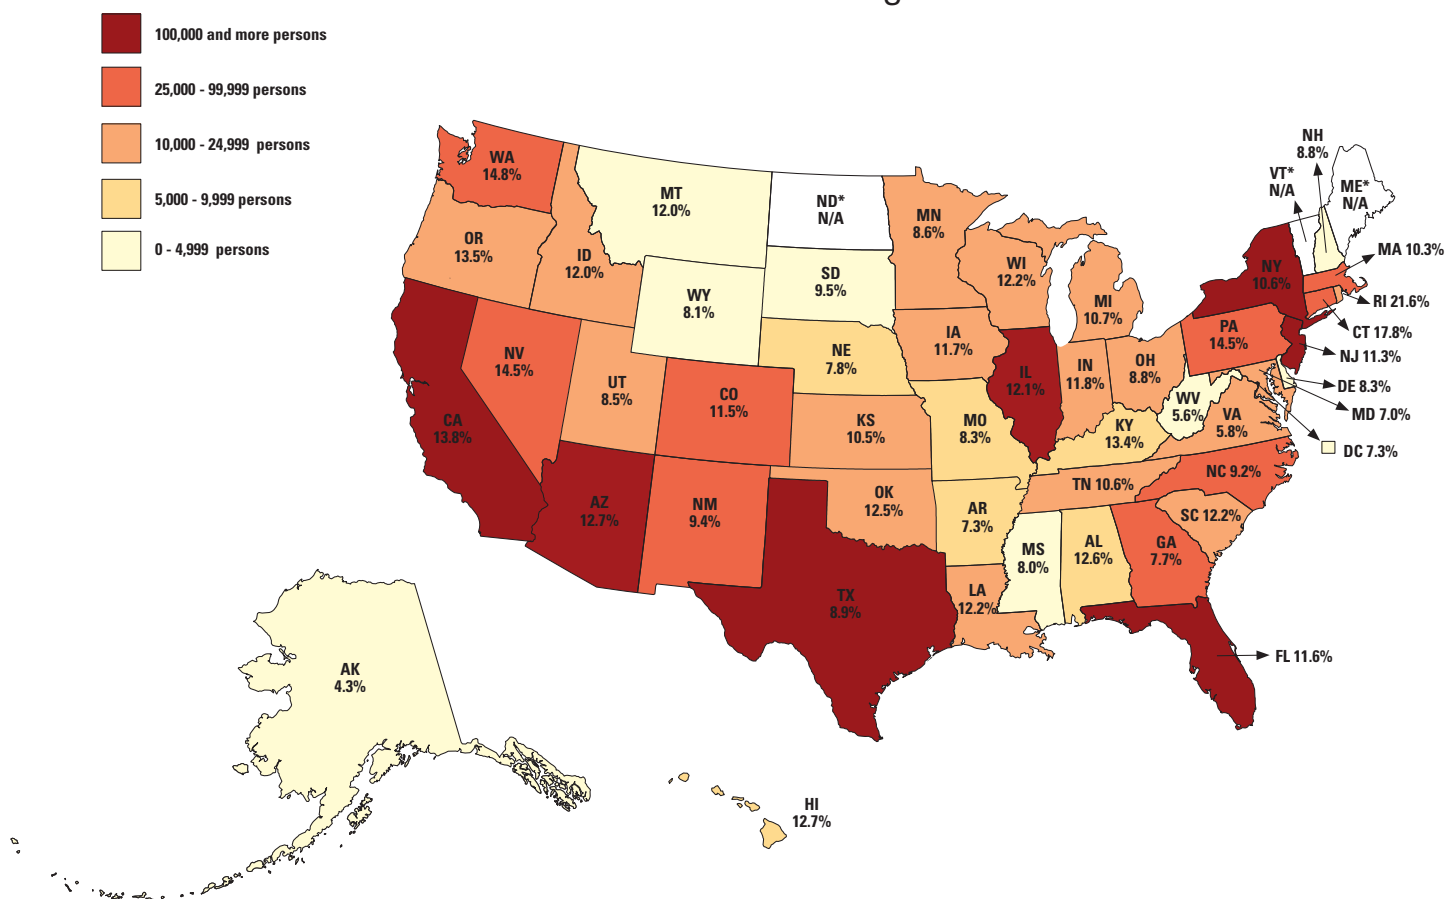 100,000 and more persons
25,000 - 99,999 persons
10,000 - 24,999 persons
5,000 - 9,999 persons
0 - 4,999 persons
WA
14.8%
OR
13.5%
ID
12.0%
MT
12.0%
ND*
N/A
MN
8.6%
SD
9.5%
WY
8.1%
WI
12.2%
MI
10.7%
NH
8.8%
VT*
N/A
ME*
N/A
NY
10.6%
MA 10.3%
RI 21.6%
CT 17.8%
NJ 11.3%
DE 8.3%
MD 7.0%
DC 7.3%
PA
14.5%
NV
14.5%
UT
8.5%
CO
11.5%
NE
7.8%
IA
11.7%
IL
12.1%
IN
11.8%
OH
8.8%
WV
5.6%
VA
5.8%
KY
13.4%
MO
8.3%
KS
10.5%
CA
13.8%
AZ
12.7%
NM
9.4%
OK
12.5%
AR
7.3%
TN 10.6%
NC 9.2%
SC 12.2%
MS
8.0%
AL
12.6%
GA
7.7%
TX
8.9%
LA
12.2%
FL 11.6%
AK
4.3%
HI
12.7%